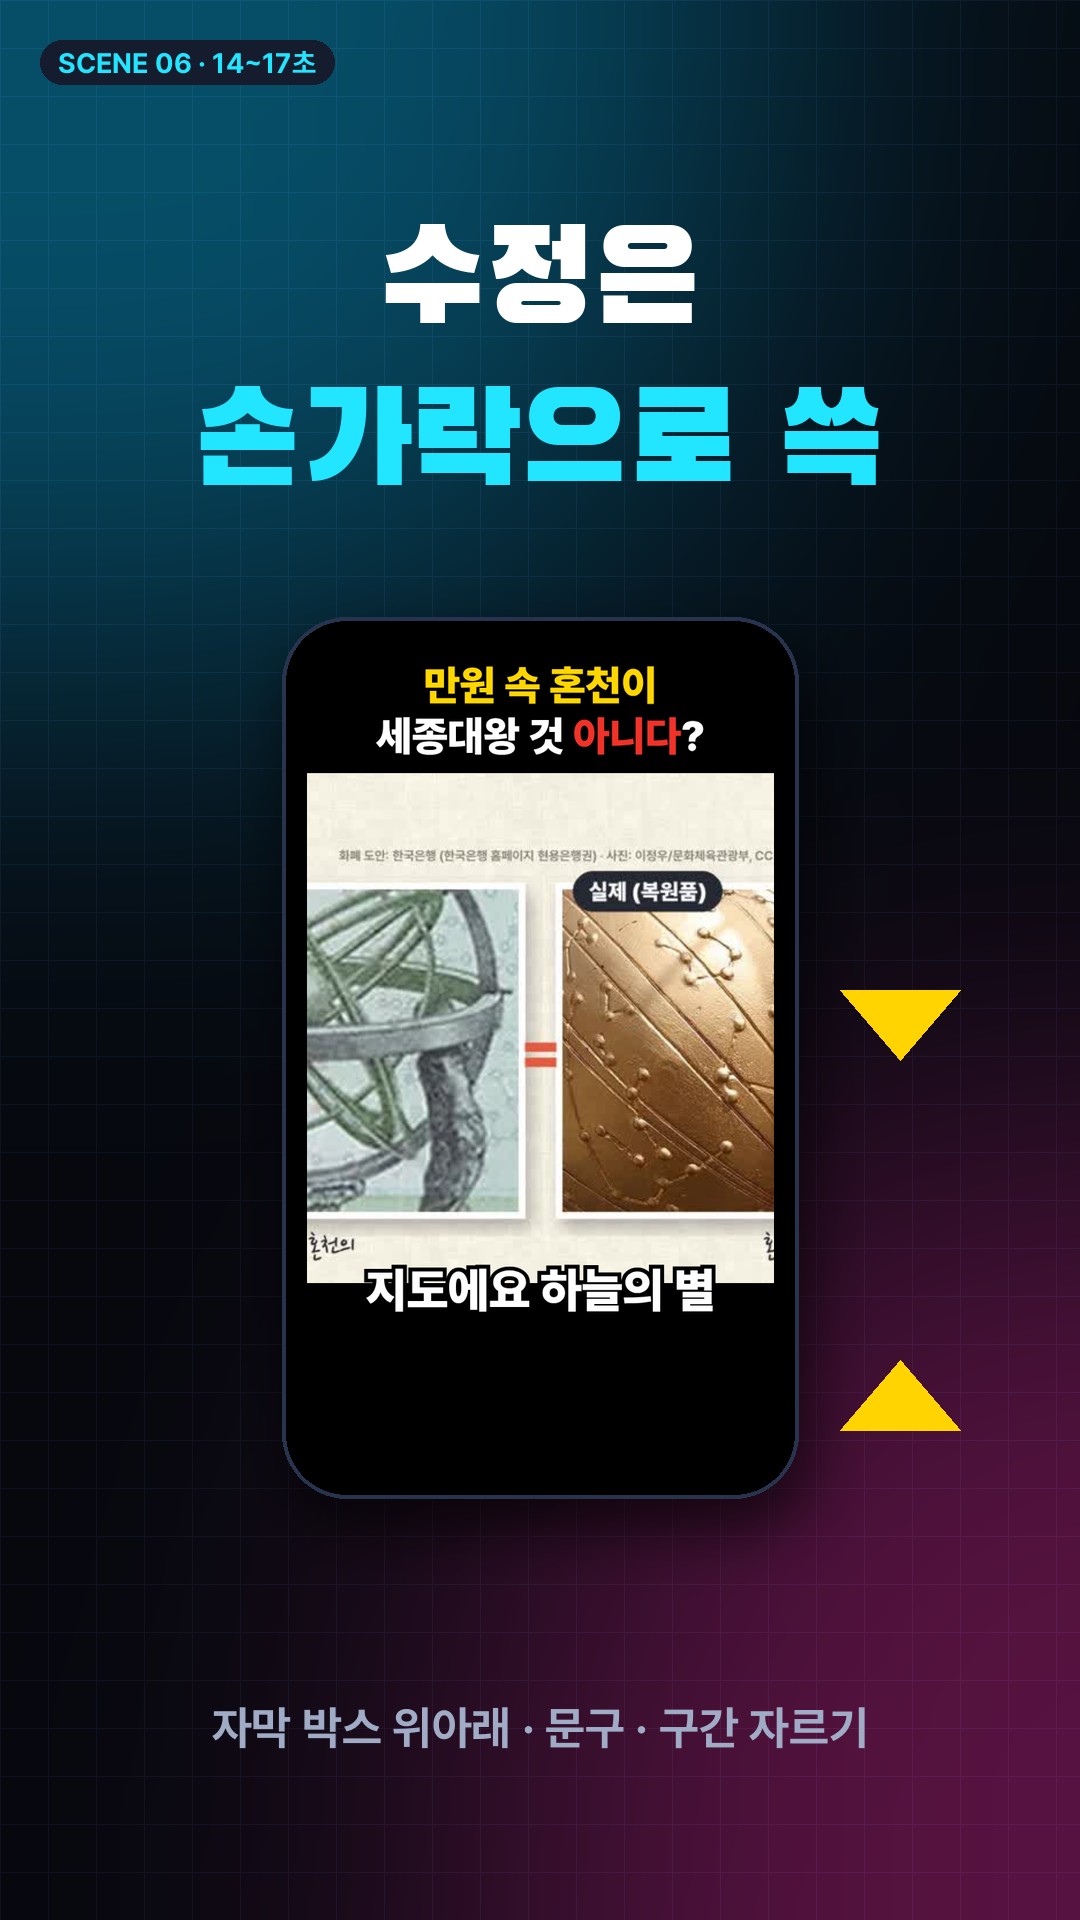 SCENE 06 · 14~17초
수정은
손가락으로 쓱
만원 속 혼천이
세종대왕 것 아니다?
화폐 도안: 한국은행 (한국은행 홈페이지 현용은행권) · 사진: 이정우/문화체육관광부, CC
실제 (복원품)
=
혼천의
혼
지도에요 하늘의 별
자막 박스 위아래 · 문구 · 구간 자르기